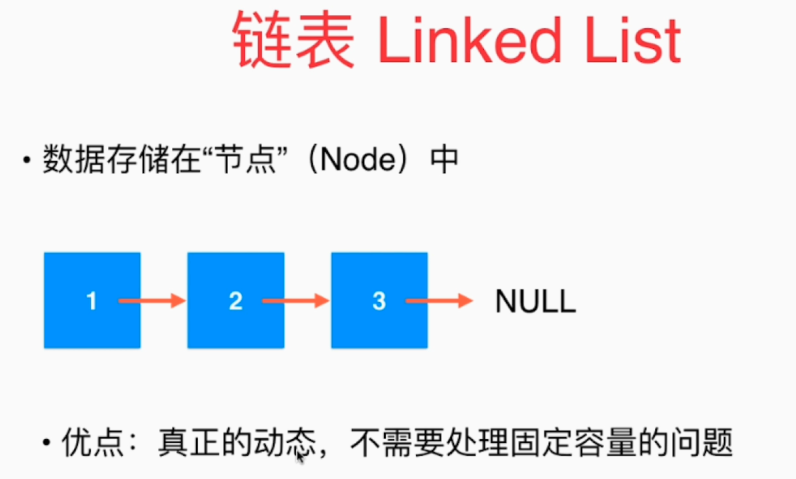 链表 Linked List
• 数据存储在“节点”（Node）中
1 2 3 NULL
• 优点：真正的动态，不需要处理固定容量的问题